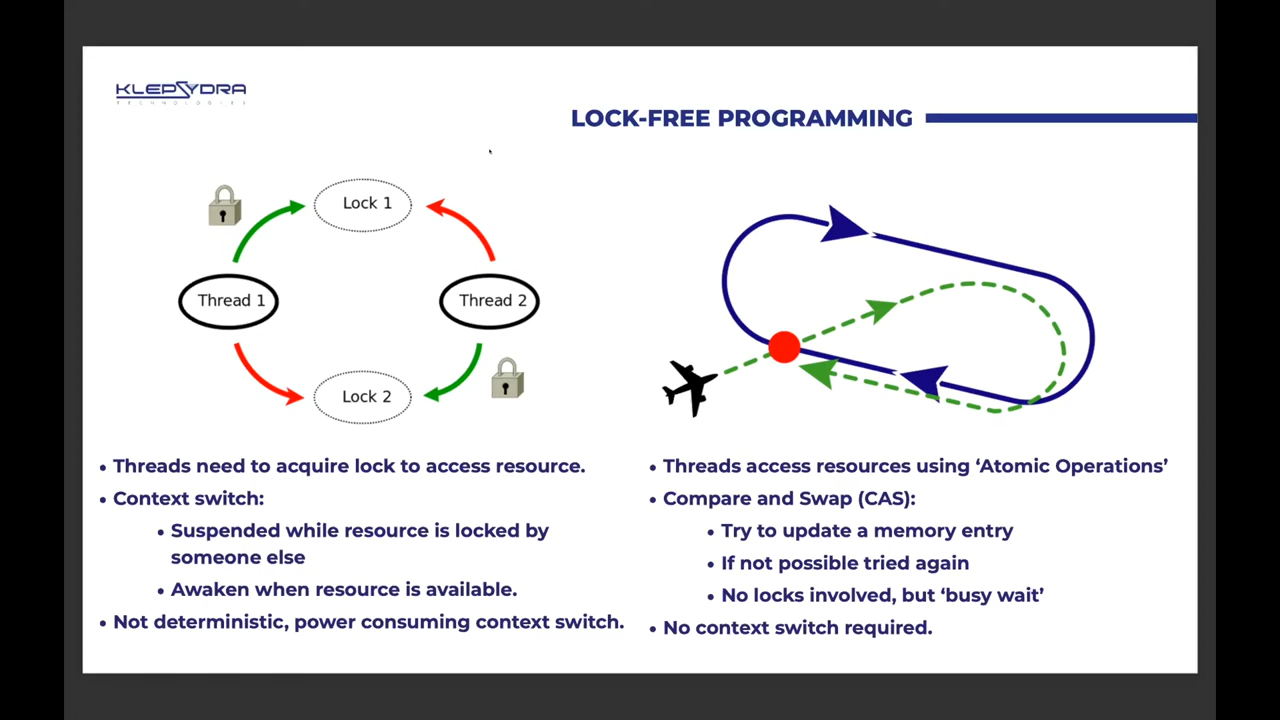 KLEPSYDRA
TECHNOLOGIES
LOCK-FREE PROGRAMMING
Lock 1
Thread 1
Thread 2
Lock 2
• Threads need to acquire lock to access resource.
• Context switch:
• Suspended while resource is locked by
someone else
• Awaken when resource is available.
• Not deterministic, power consuming context switch.
• Threads access resources using ‘Atomic Operations’
• Compare and Swap (CAS):
• Try to update a memory entry
• If not possible tried again
• No locks involved, but ‘busy wait’
• No context switch required.